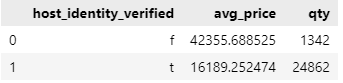 host_identity_verified avg_price qty
0 f 42355.688525 1342
1 t 16189.252474 24862